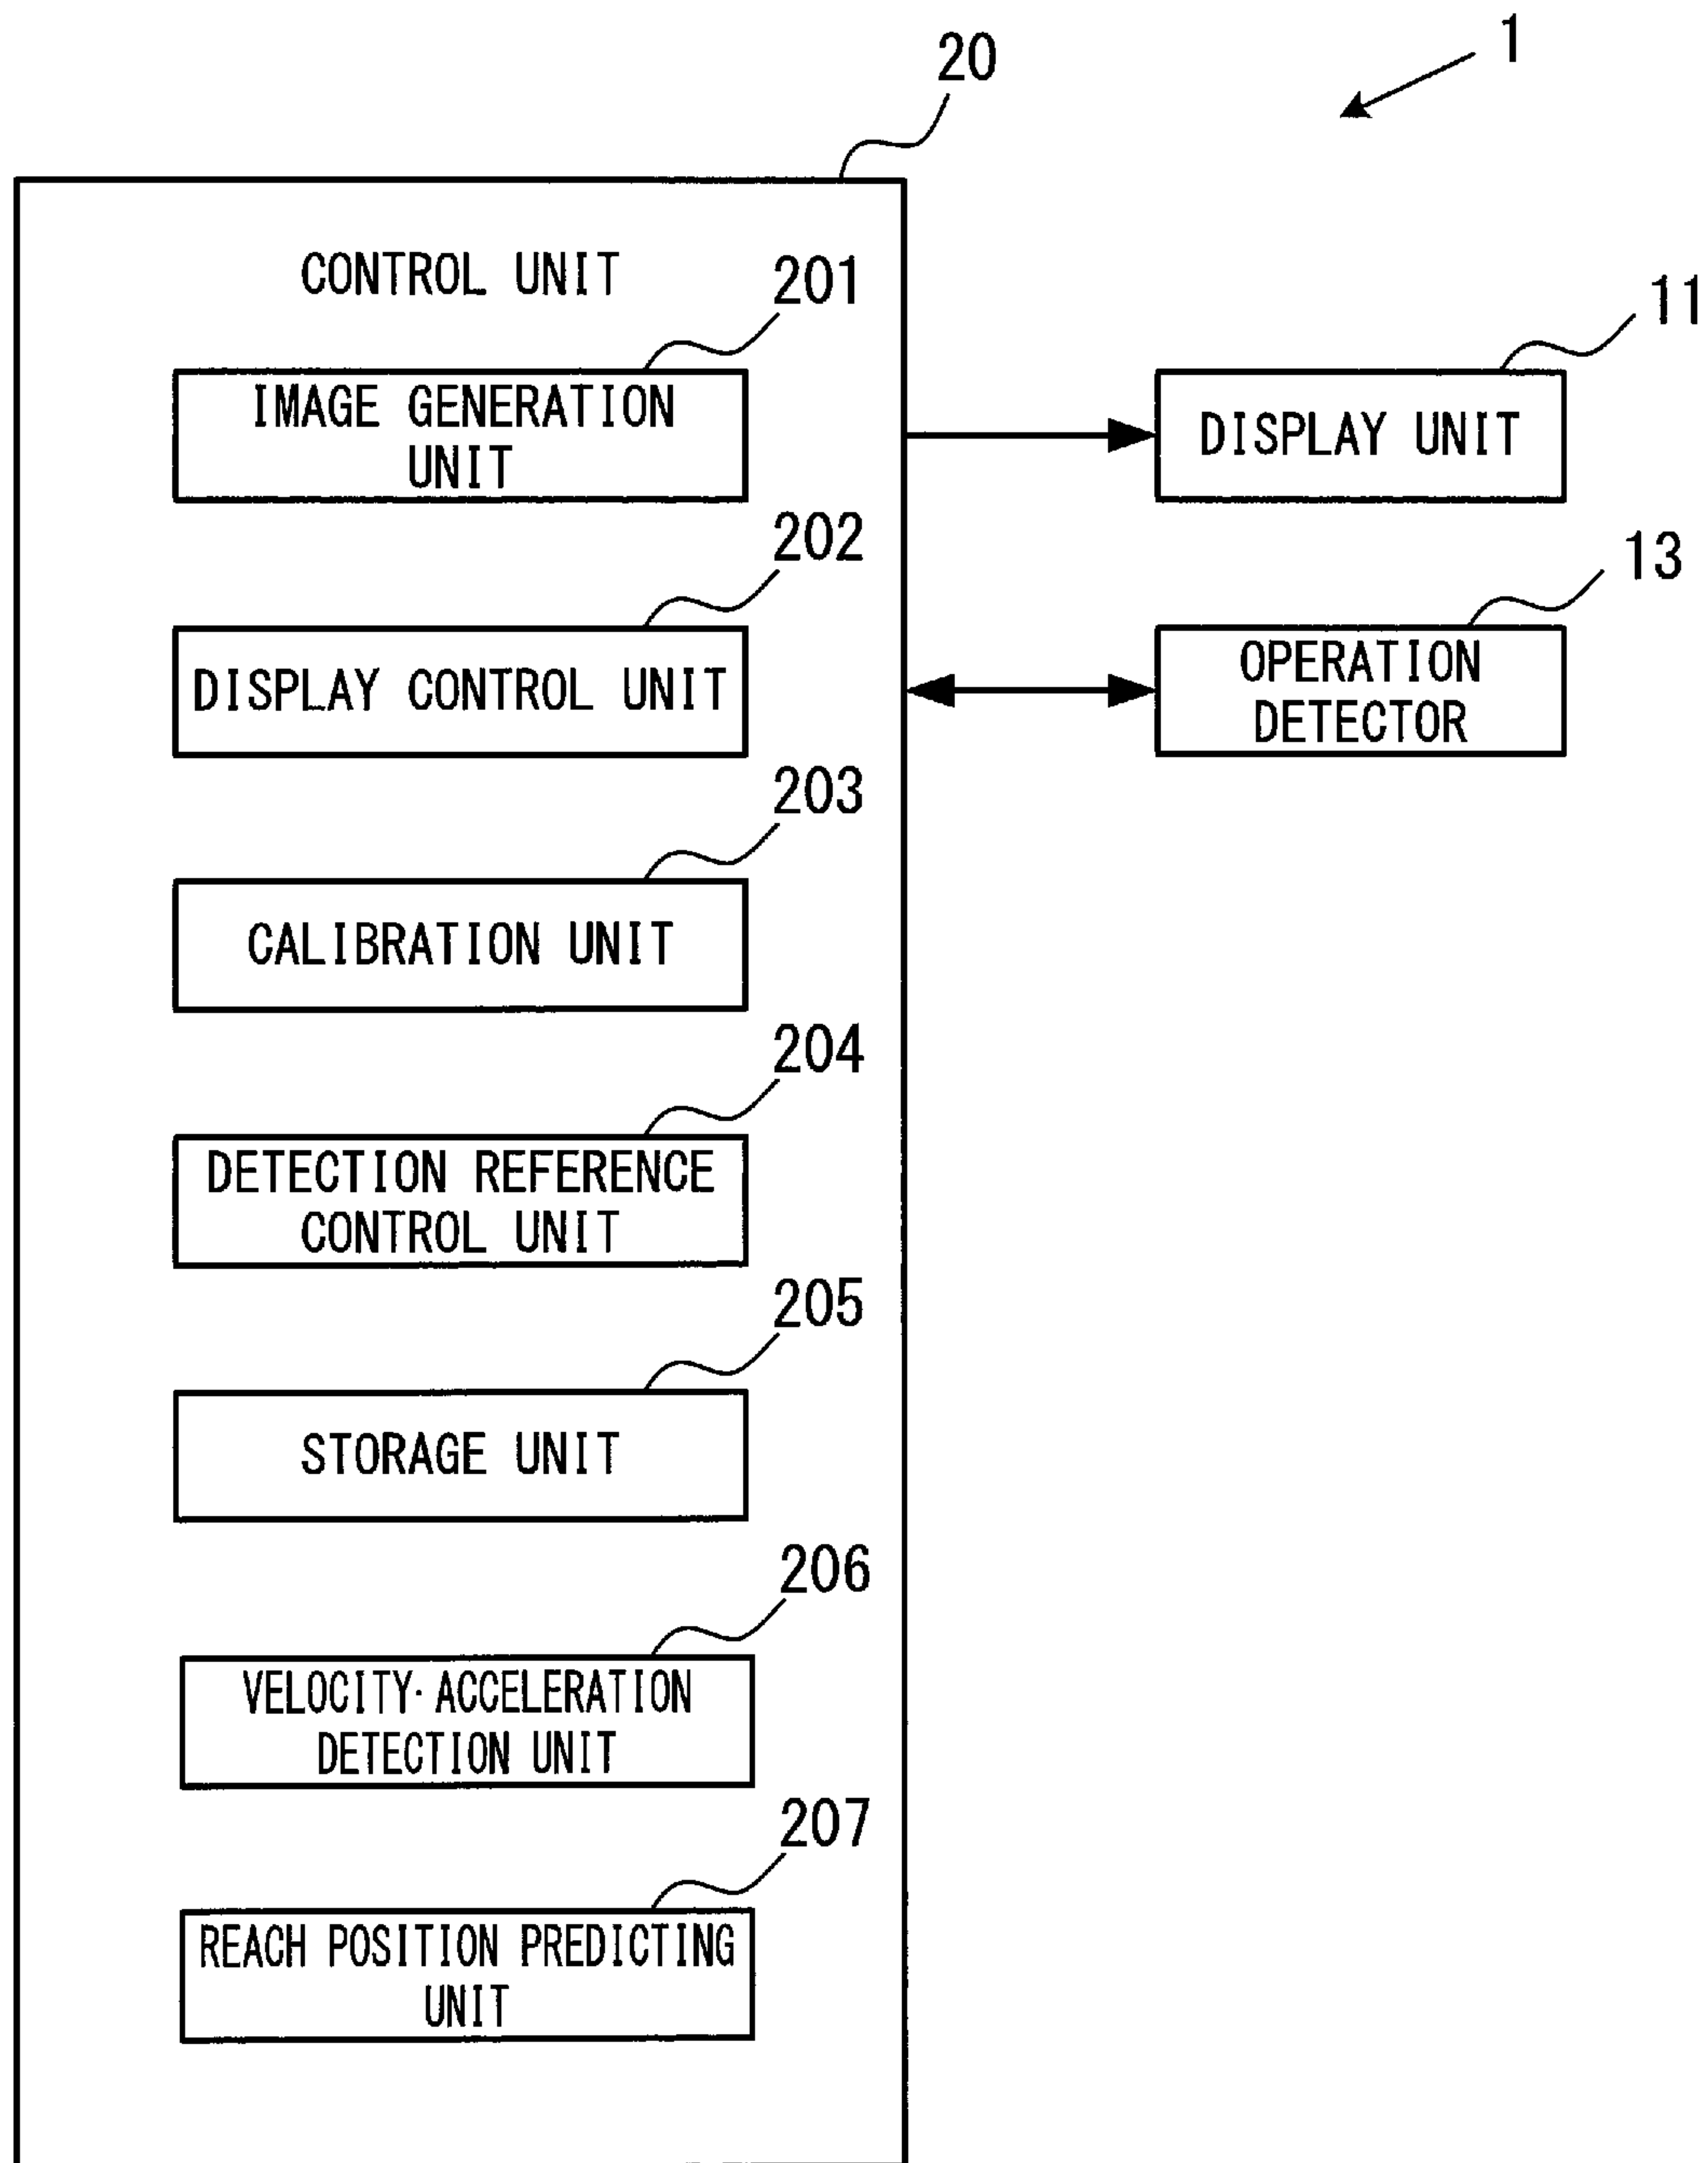 1
20
CONTROL UNIT
201
11
IMAGE GENERATION
UNIT
DISPLAY UNIT
202
13
DISPLAY CONTROL UNIT
OPERATION
DETECTOR
203
CALIBRATION UNIT
204
DETECTION REFERENCE
CONTROL UNIT
205
STORAGE UNIT
206
VELOCITY·ACCELERATION
DETECTION UNIT
207
REACH POSITION PREDICTING
UNIT